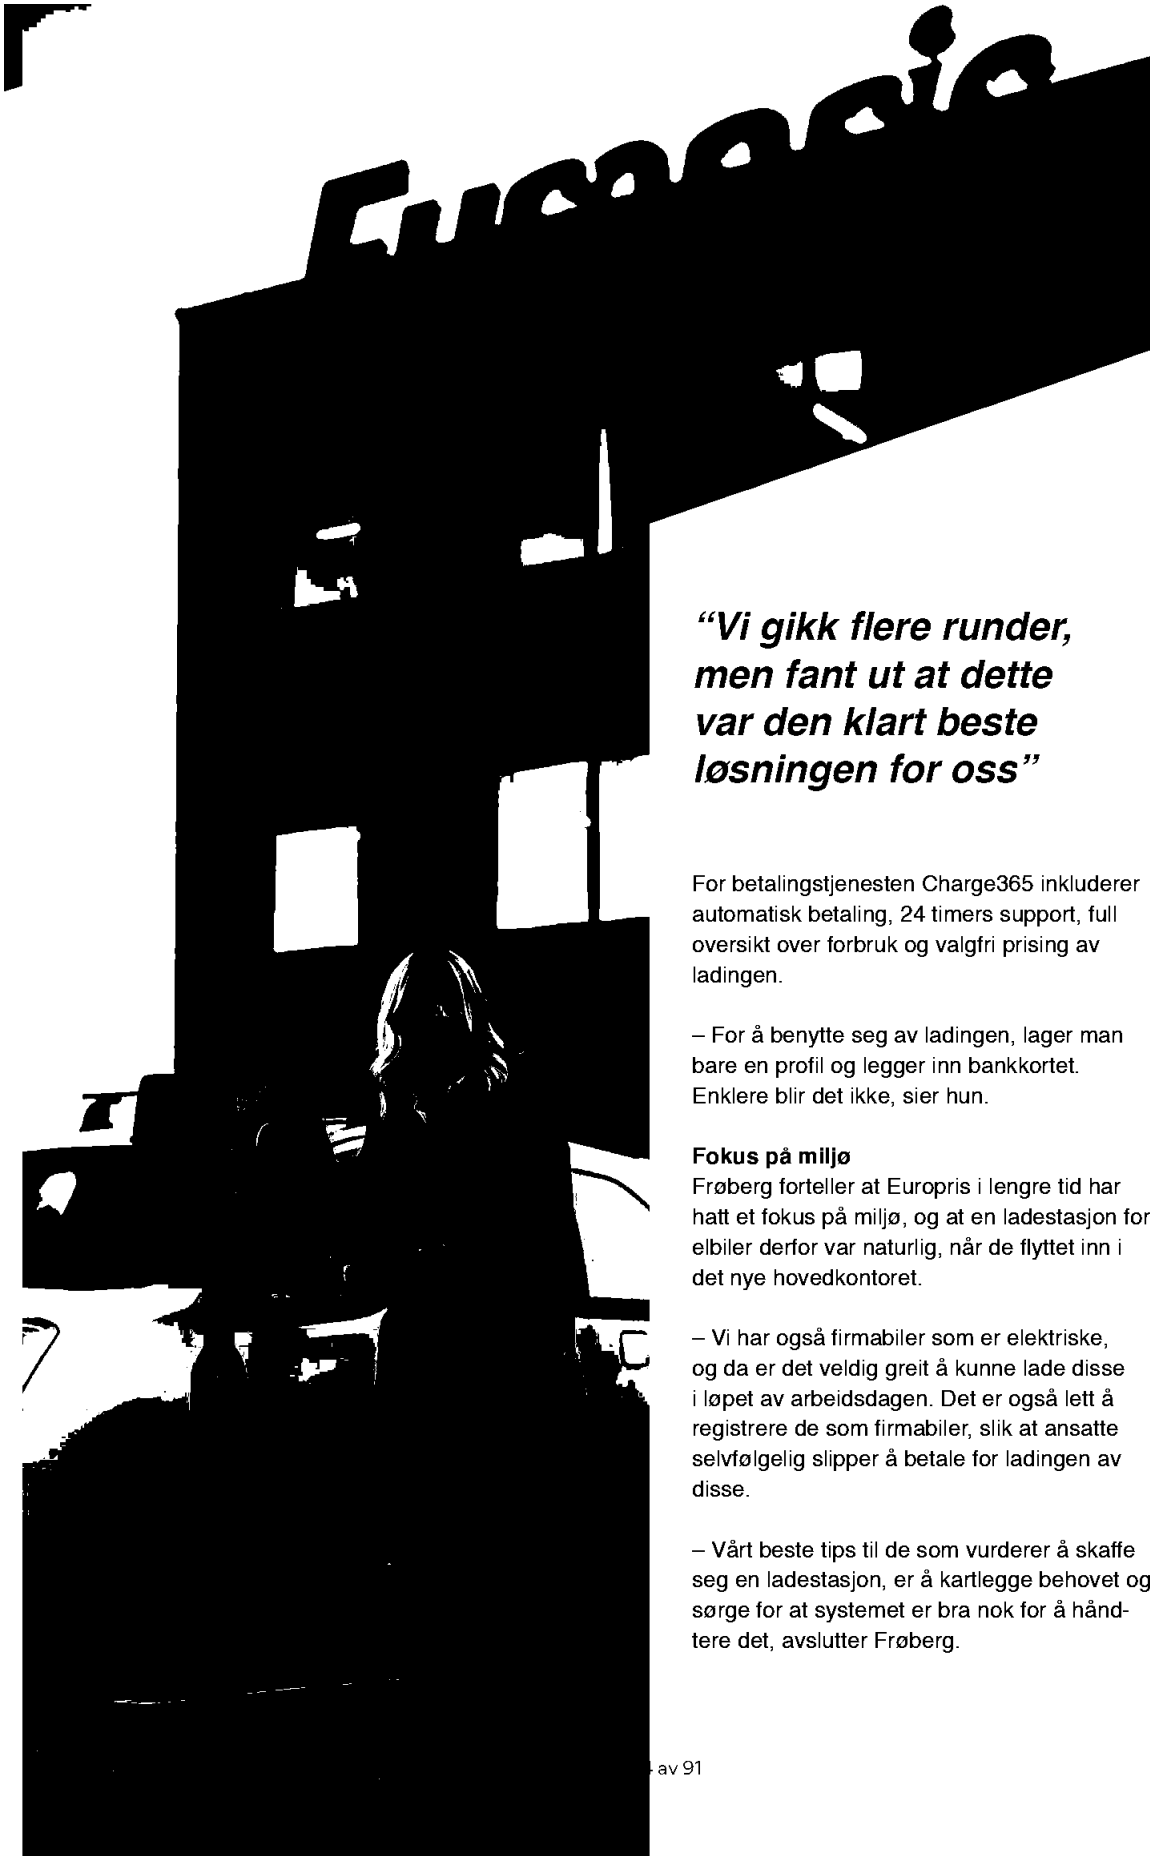 “Vi gikk flere runder,
men fant ut at dette
var den klart beste
løsningen for oss”
For betalingstjenesten Charge365 inkluderer
automatisk betaling, 24 timers support, full
oversikt over forbruk og valgfri prising av
ladingen.
– For å benytte seg av ladingen, lager man
bare en profil og legger inn bankkortet.
Enklere blir det ikke, sier hun.
Fokus på miljø
Frøberg forteller at Europris i lengre tid har
hatt et fokus på miljø, og at en ladestasjon for
elbiler derfor var naturlig, når de flyttet inn i
det nye hovedkontoret.
– Vi har også firmabiler som er elektriske,
og da er det veldig greit å kunne lade disse
i løpet av arbeidsdagen. Det er også lett å
registrere de som firmabiler, slik at ansatte
selvfølgelig slipper å betale for ladingen av
disse.
– Vårt beste tips til de som vurderer å skaffe
seg en ladestasjon, er å kartlegge behovet og
sørge for at systemet er bra nok for å hånd-
tere det, avslutter Frøberg.
av 91